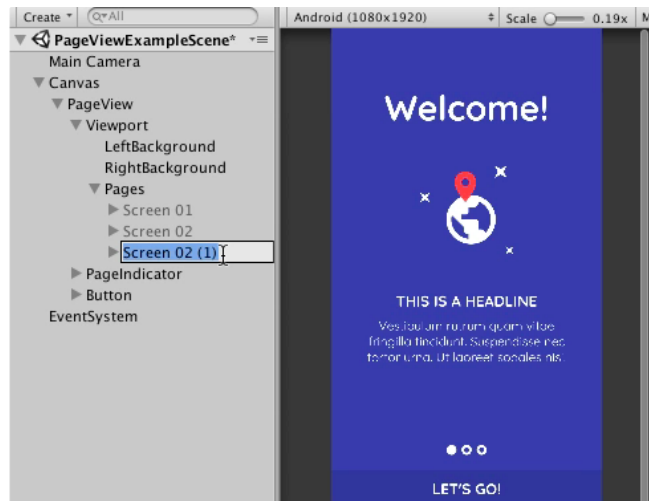 Create
All
Android (1080x1920)
Scale
0.19x
M
PageViewExampleScene*
Main Camera
Canvas
PageView
Viewport
LeftBackground
RightBackground
Pages
Screen 01
Screen 02
Screen 02 (1)
PageIndicator
Button
EventSystem
Welcome!
THIS IS A HEADLINE
Vestibulum rutrum quam vitae
fringilla tincidunt. Suspendisse nec
tortor urna. Ut laoreet sodales nisl.
LET'S GO!